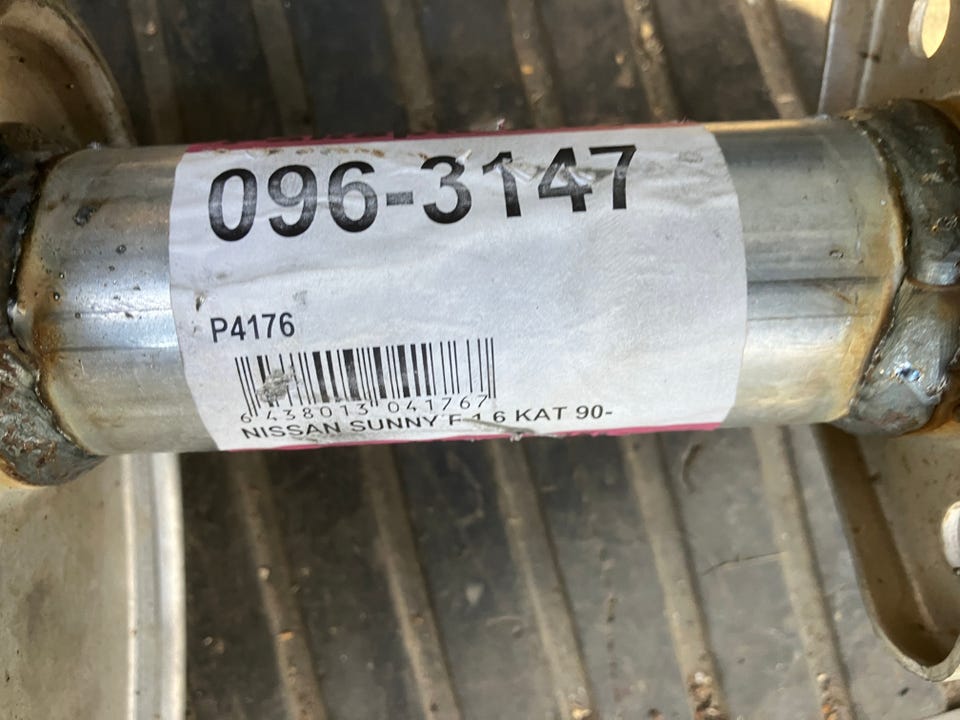 096-3147
P4176
6 438013 041767
NISSAN SUNNY F 1.6 KAT 90-